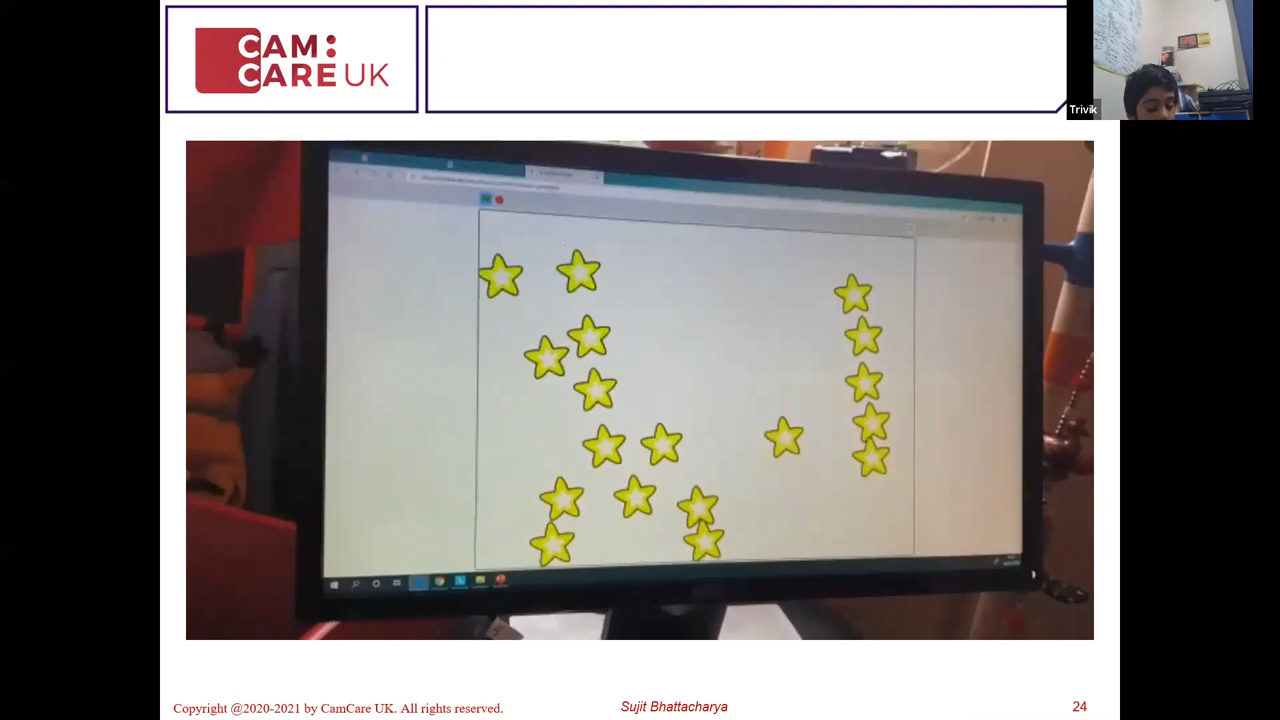 CAM:
CARE UK
Trivik
Copyright @2020-2021 by CamCare UK. All rights reserved.
Sujit Bhattacharya
24